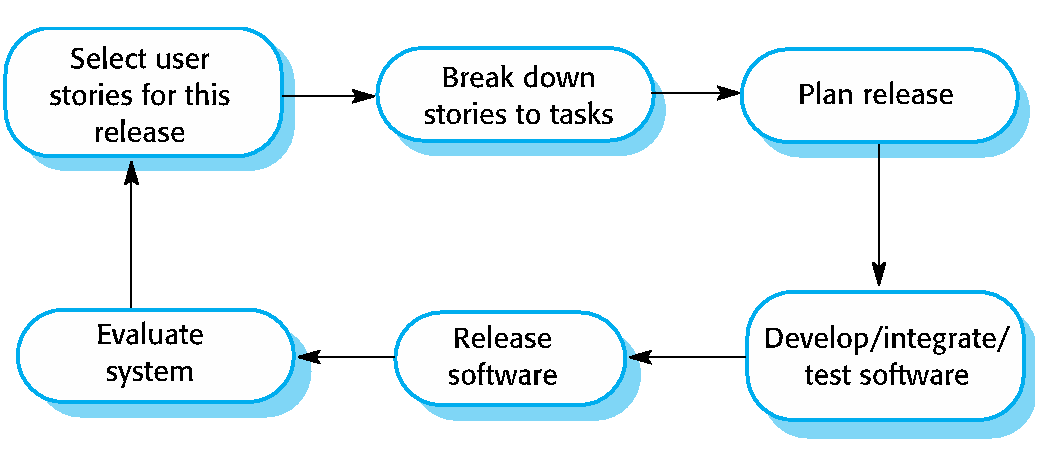 Select user
stories for this
release
Break down
stories to tasks
Plan release
Evaluate
system
Release
software
Develop/integrate/
test software